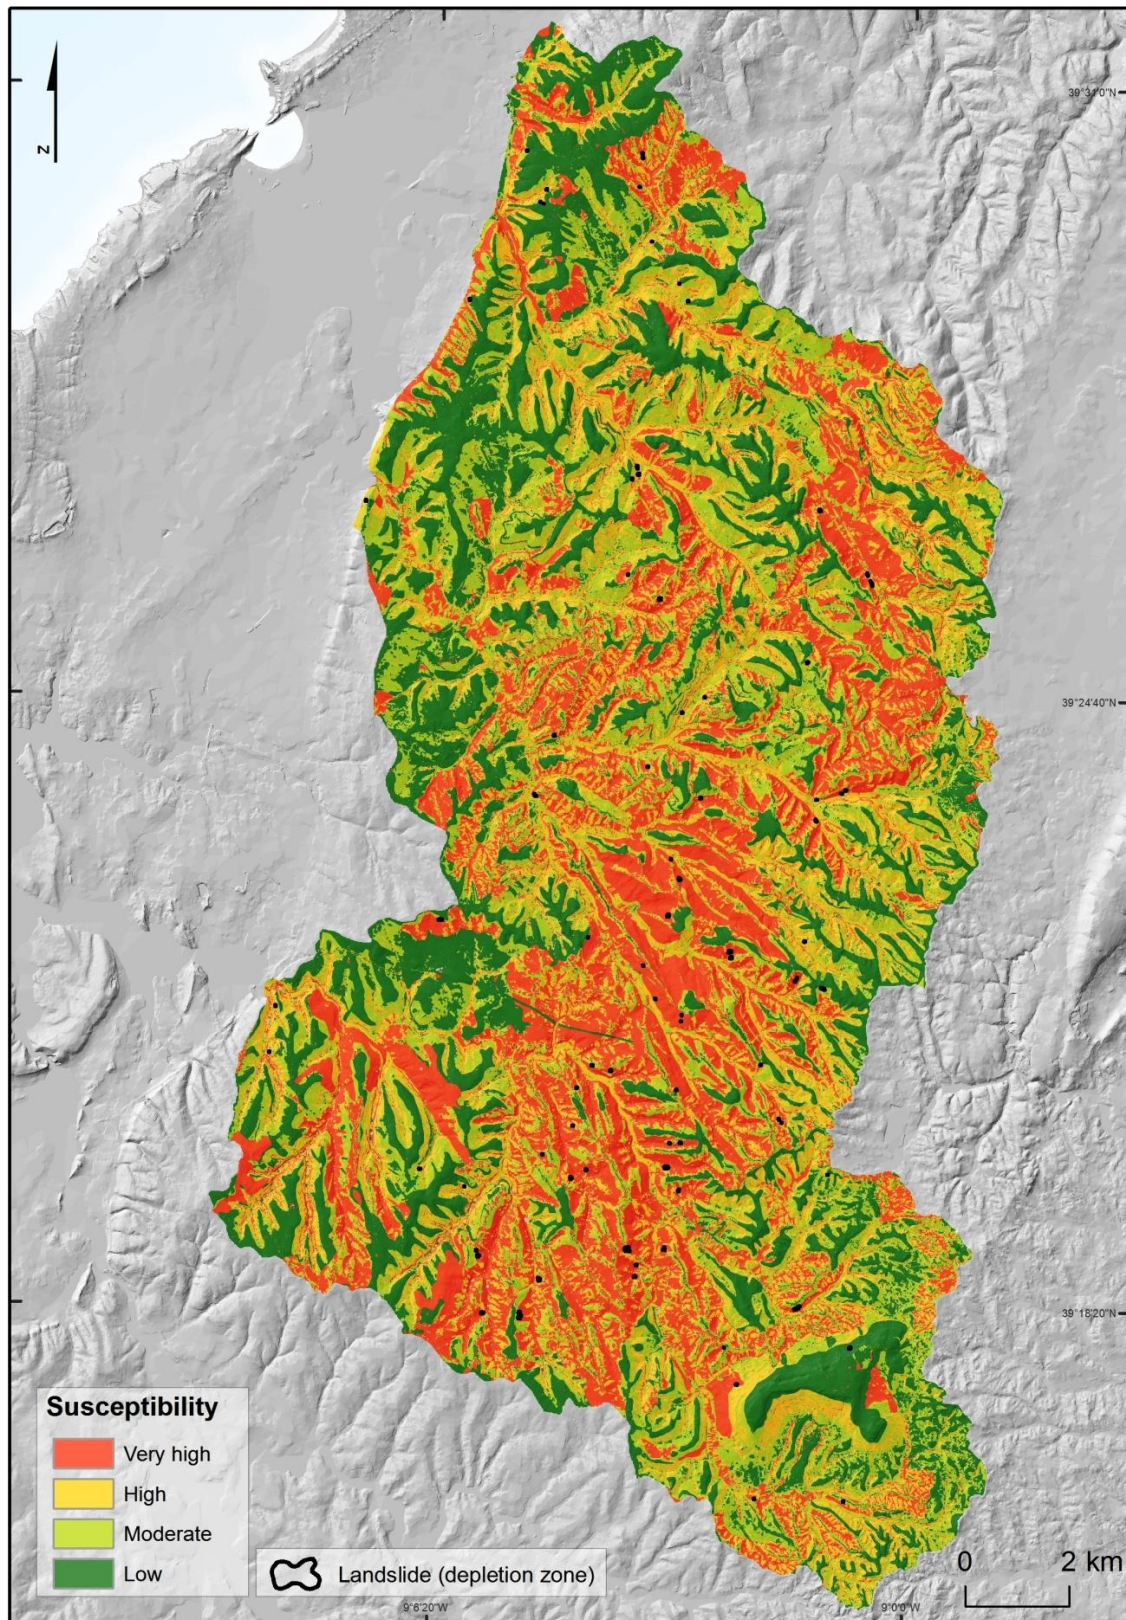 N
39°31'0"N
39°24'40"N
39°18'20"N
Susceptibility
Very high
High
Moderate
Low
Landslide (depletion zone)
0 2 km
9°6'20"W
9°0'0"W